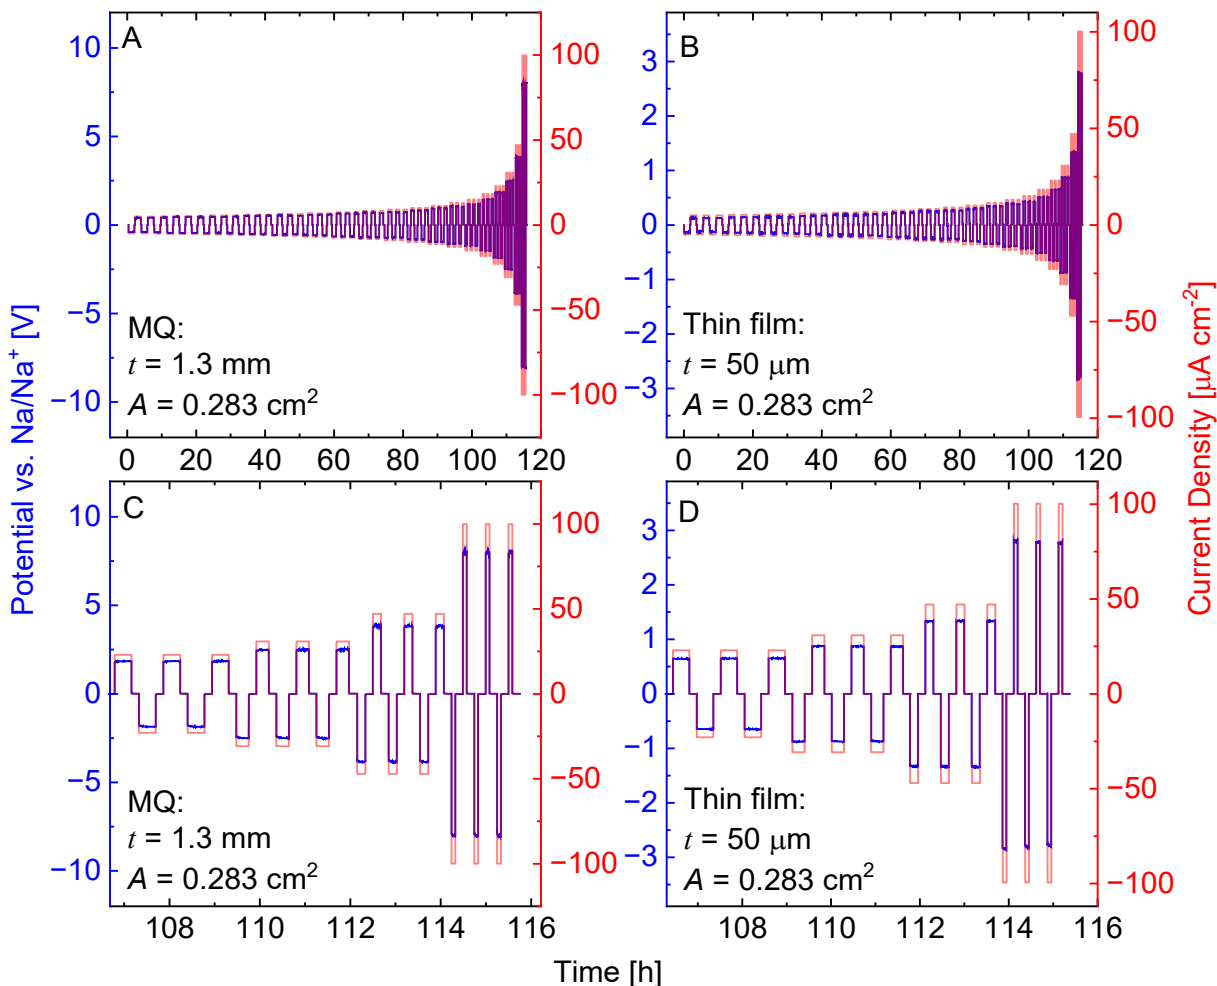 A
B
10
5
0
−5
−10
100
50
0
−50
−100
3
2
1
0
−1
−2
−3
100
50
0
−50
−100
MQ:
t = 1.3 mm
A = 0.283 cm²
Thin film:
t = 50 μm
A = 0.283 cm²
0 20 40 60 80 100 120
0 20 40 60 80 100 120
Potential vs. Na/Na⁺ [V]
Current Density [μA cm⁻²]
C
D
10
5
0
−5
−10
100
50
0
−50
−100
3
2
1
0
−1
−2
−3
100
50
0
−50
−100
MQ:
t = 1.3 mm
A = 0.283 cm²
Thin film:
t = 50 μm
A = 0.283 cm²
108 110 112 114 116
108 110 112 114 116
Time [h]